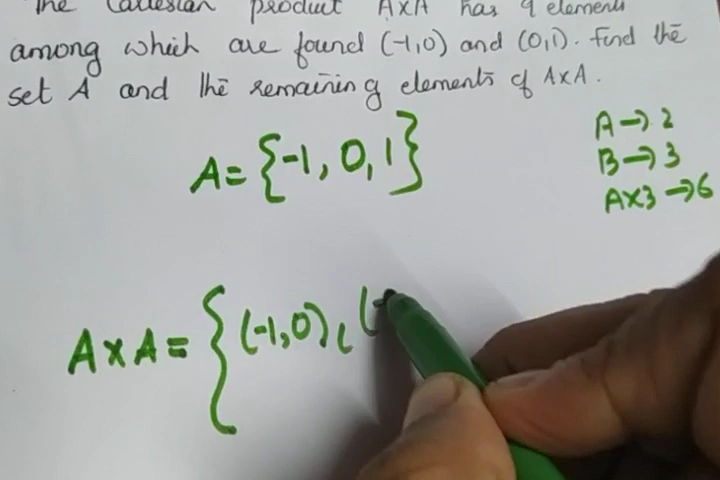 The Cartesian product AxA has 9 elements
among which are found (-1,0) and (0,1). Find the
set A and the remaining elements of AxA.
A = {-1, 0, 1}
A → 2
B → 3
Ax3 → 6
A x A = { (-1,0), (-